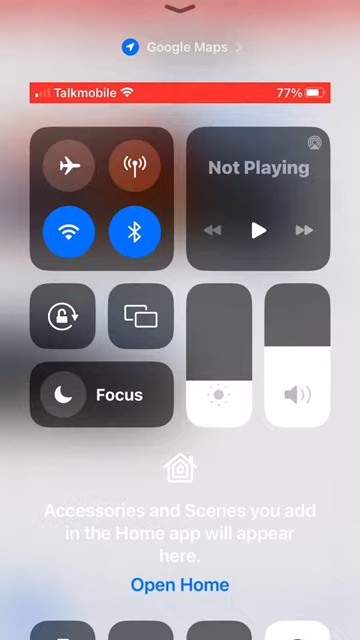 Google Maps
Talkmobile 77%
Not Playing
Focus
Accessories and Scenes you add
in the Home app will appear
here.
Open Home